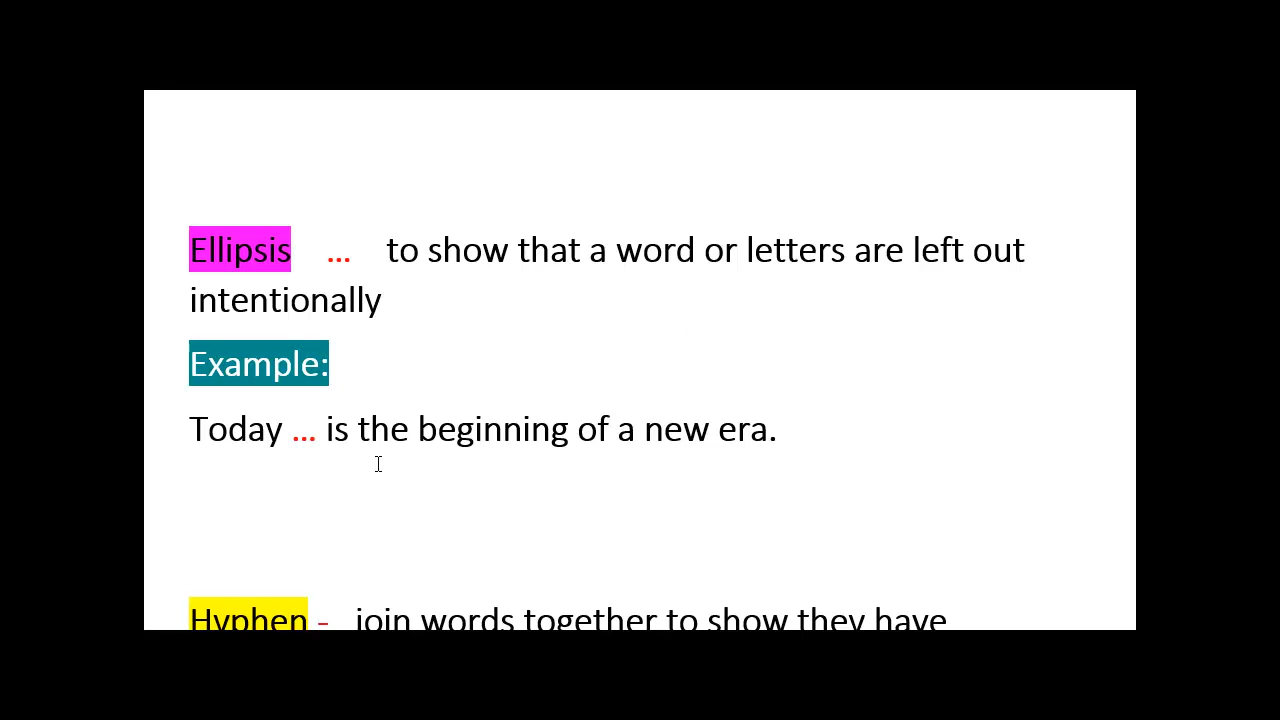 Ellipsis ... to show that a word or letters are left out
intentionally
Example:
Today ... is the beginning of a new era.
Hyphen - join words together to show they have